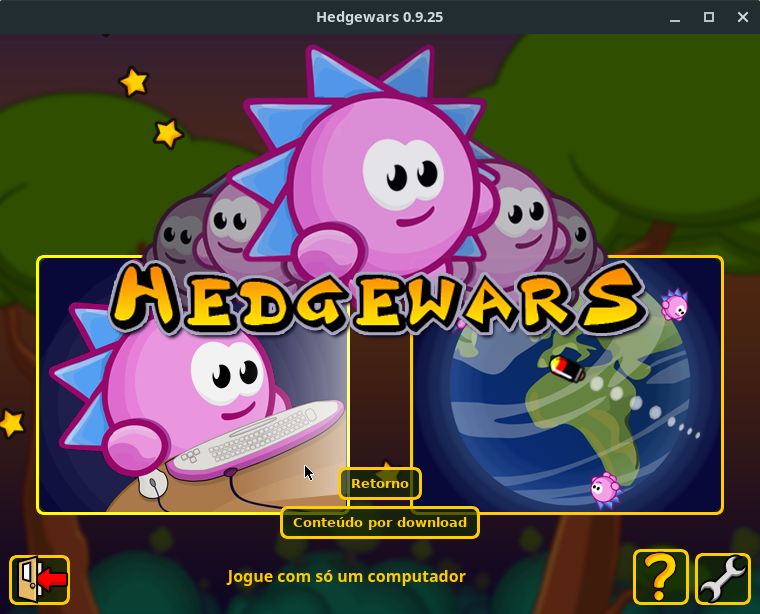 Hedgewars 0.9.25
HEDGEWARS
Retorno
Conteúdo por download
Jogue com só um computador
?